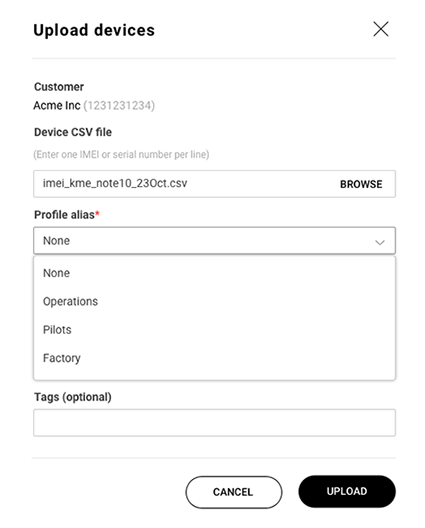 Upload devices
Customer
Acme Inc (1231231234)
Device CSV file
(Enter one IMEI or serial number per line)
imei_kme_note10_23Oct.csv BROWSE
Profile alias*
None
None
Operations
Pilots
Factory
Tags (optional)
CANCEL UPLOAD